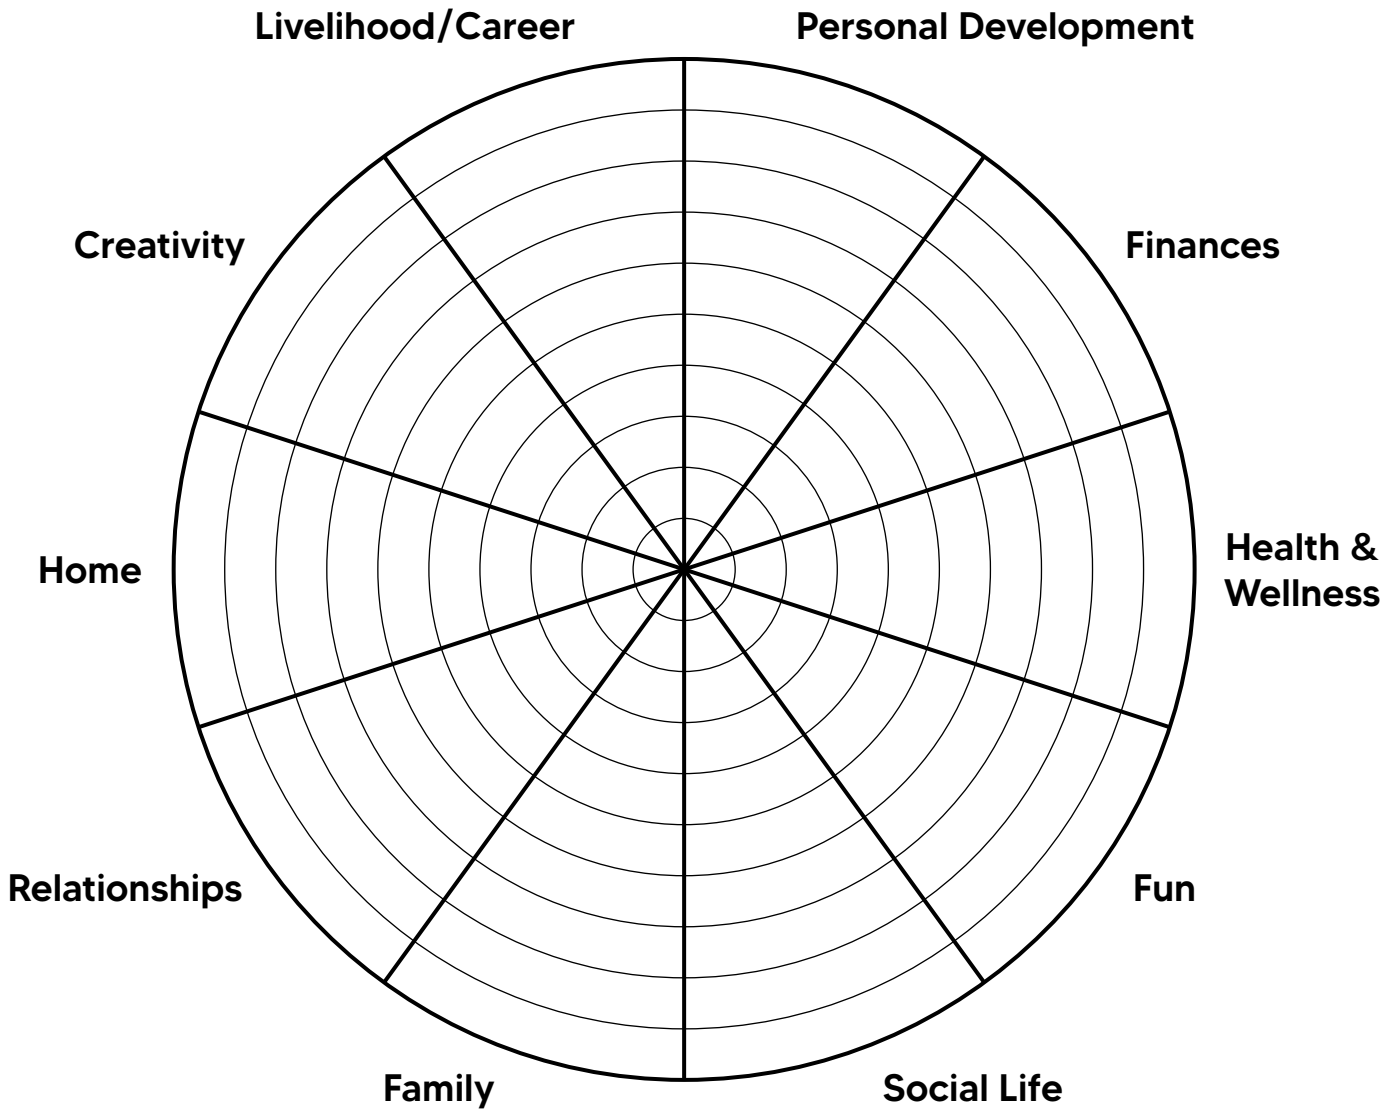 Livelihood/Career
Personal Development
Creativity
Finances
Home
Health &
Wellness
Relationships
Fun
Family
Social Life